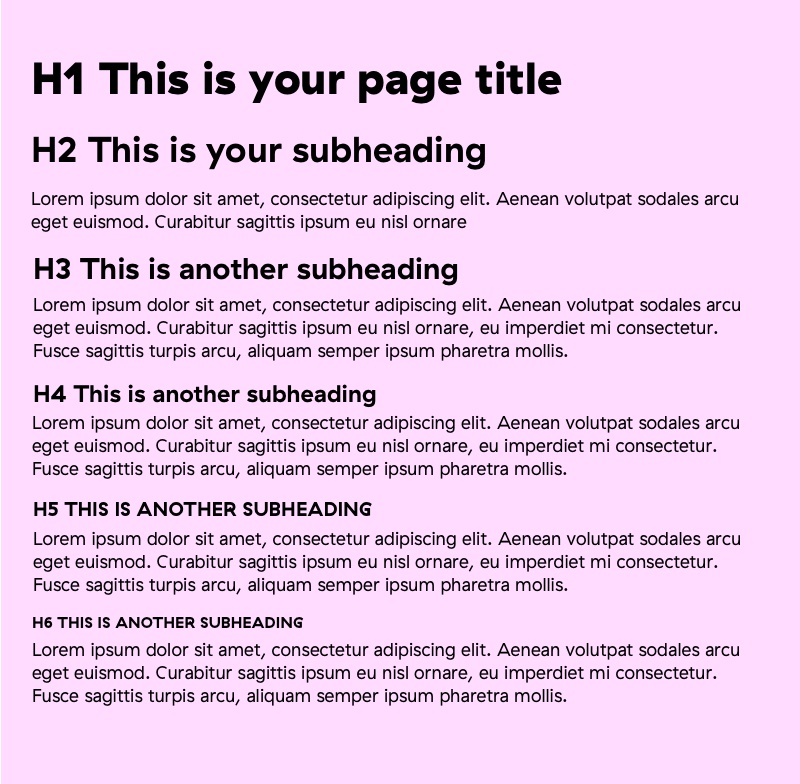 H1 This is your page title
H2 This is your subheading
Lorem ipsum dolor sit amet, consectetur adipiscing elit. Aenean volutpat sodales arcu
eget euismod. Curabitur sagittis ipsum eu nisl ornare
H3 This is another subheading
Lorem ipsum dolor sit amet, consectetur adipiscing elit. Aenean volutpat sodales arcu
eget euismod. Curabitur sagittis ipsum eu nisl ornare, eu imperdiet mi consectetur.
Fusce sagittis turpis arcu, aliquam semper ipsum pharetra mollis.
H4 This is another subheading
Lorem ipsum dolor sit amet, consectetur adipiscing elit. Aenean volutpat sodales arcu
eget euismod. Curabitur sagittis ipsum eu nisl ornare, eu imperdiet mi consectetur.
Fusce sagittis turpis arcu, aliquam semper ipsum pharetra mollis.
H5 THIS IS ANOTHER SUBHEADING
Lorem ipsum dolor sit amet, consectetur adipiscing elit. Aenean volutpat sodales arcu
eget euismod. Curabitur sagittis ipsum eu nisl ornare, eu imperdiet mi consectetur.
Fusce sagittis turpis arcu, aliquam semper ipsum pharetra mollis.
H6 THIS IS ANOTHER SUBHEADING
Lorem ipsum dolor sit amet, consectetur adipiscing elit. Aenean volutpat sodales arcu
eget euismod. Curabitur sagittis ipsum eu nisl ornare, eu imperdiet mi consectetur.
Fusce sagittis turpis arcu, aliquam semper ipsum pharetra mollis.